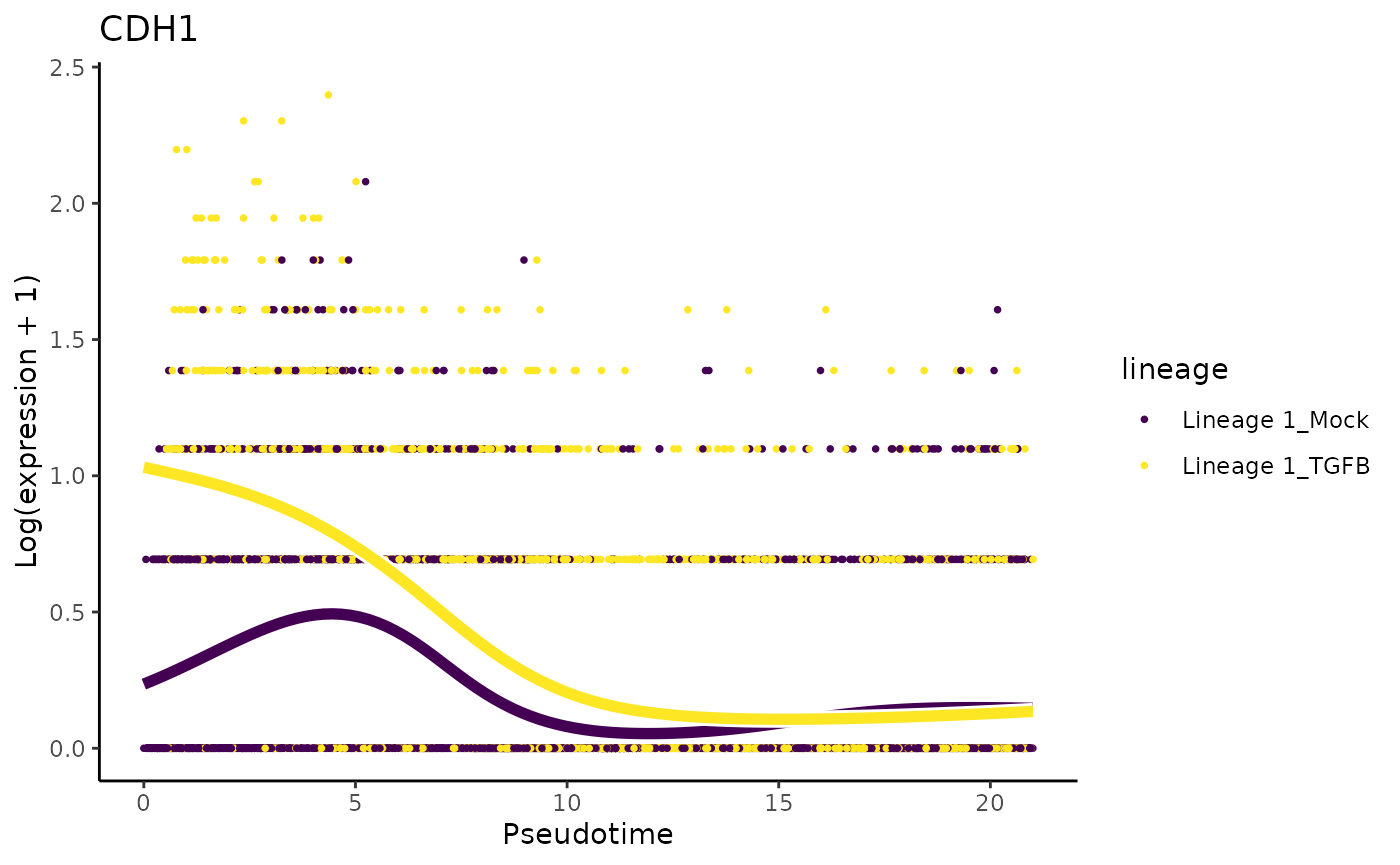 CDH1
2.5
2.0
1.5
1.0
0.5
0.0
Log(expression + 1)
0 5 10 15 20
Pseudotime
lineage
Lineage 1_Mock
Lineage 1_TGFB